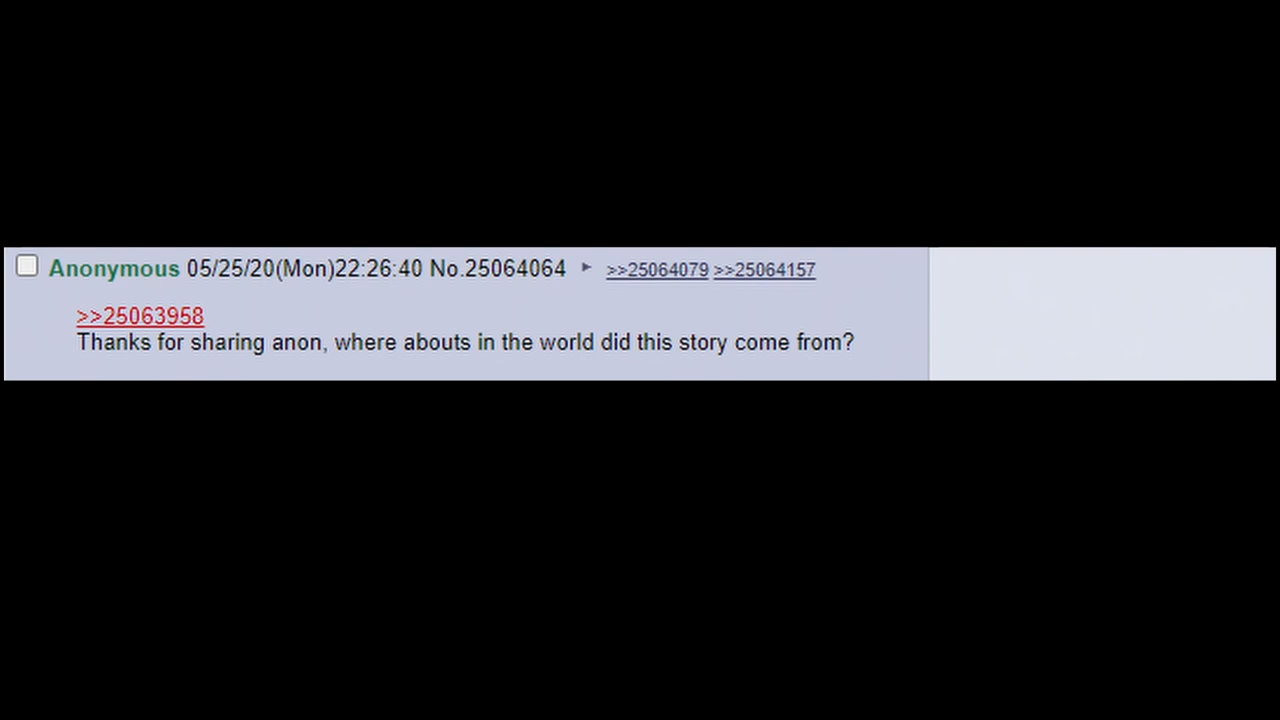 Anonymous 05/25/20(Mon)22:26:40 No.25064064 ▶ >>25064079 >>25064157
>>25063958
Thanks for sharing anon, where abouts in the world did this story come from?